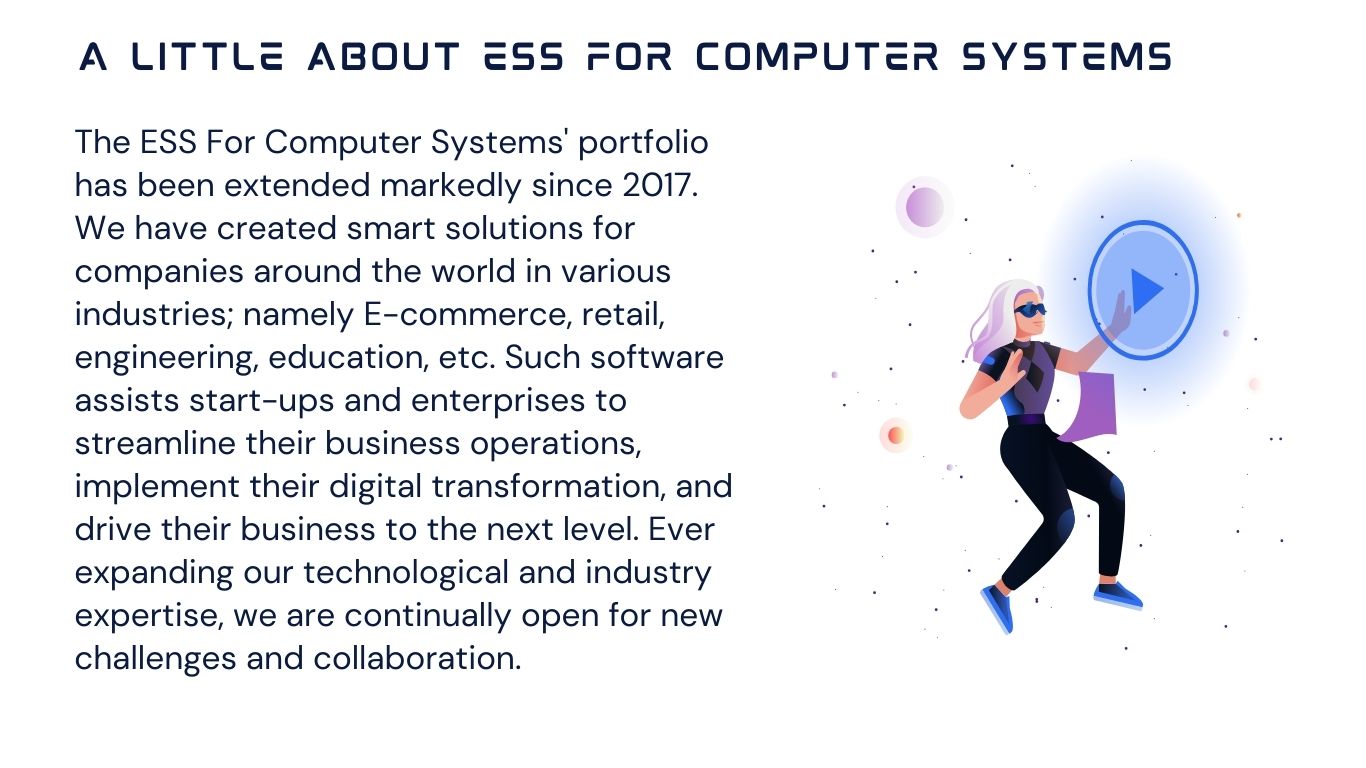 A LITTLE ABOUT ESS FOR COMPUTER SYSTEMS
The ESS For Computer Systems' portfolio
has been extended markedly since 2017.
We have created smart solutions for
companies around the world in various
industries; namely E-commerce, retail,
engineering, education, etc. Such software
assists start-ups and enterprises to
streamline their business operations,
implement their digital transformation, and
drive their business to the next level. Ever
expanding our technological and industry
expertise, we are continually open for new
challenges and collaboration.